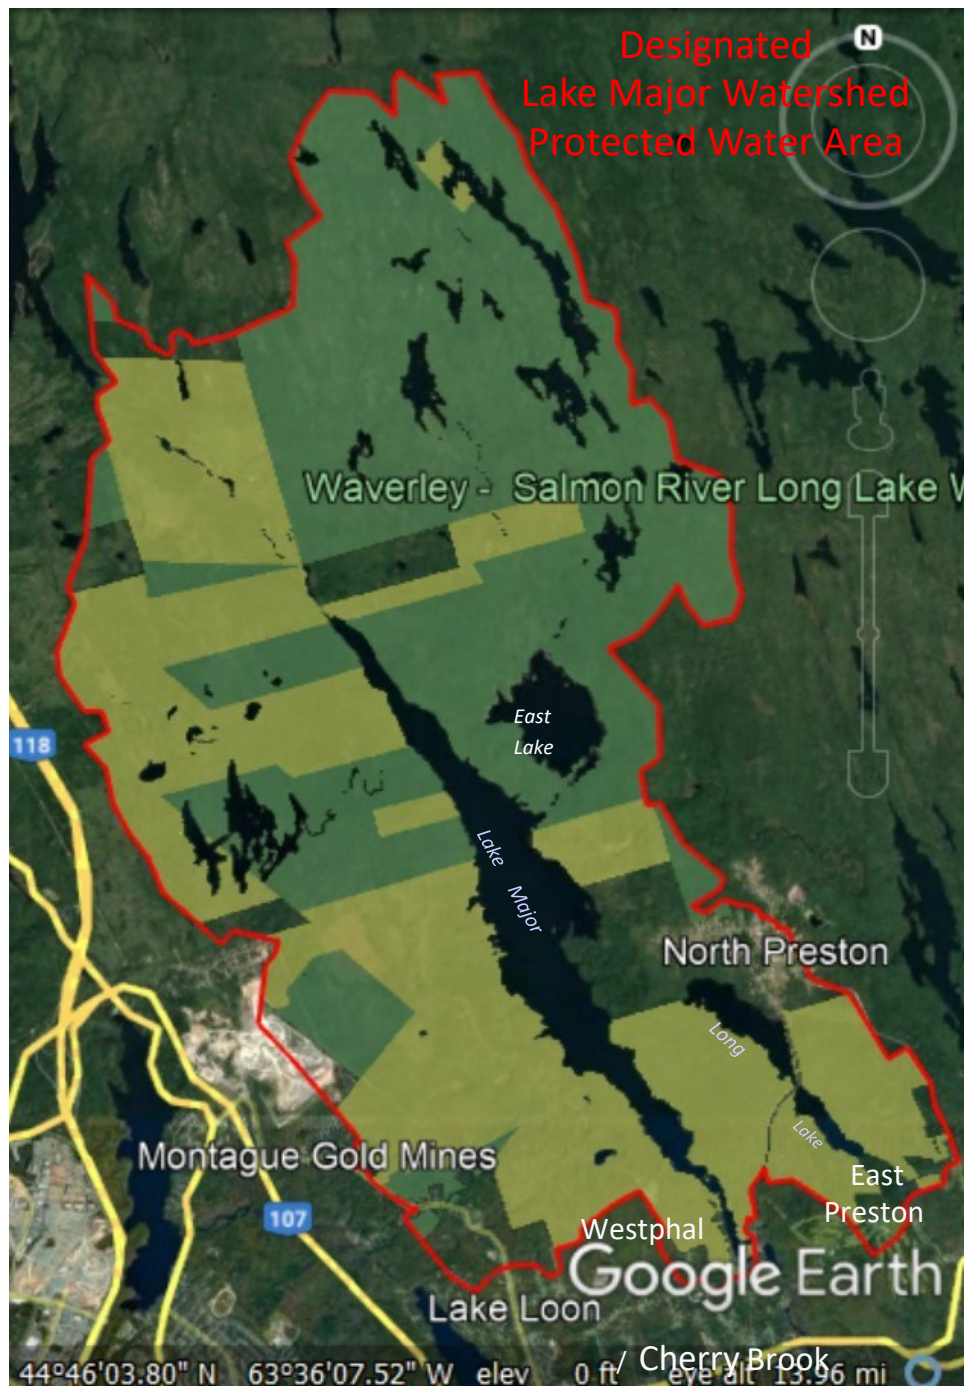 N
Designated
Lake Major Watershed
Protected Water Area
Waverley - Salmon River Long Lake W
East
Lake
118
Lake
Major
North Preston
Long
Lake
Montague Gold Mines
East
Preston
107
Westphal
Google Earth
Lake Loon
/ Cherry Brook
44°46'03.80" N 63°36'07.52" W elev 0 ft eye alt 13.96 mi